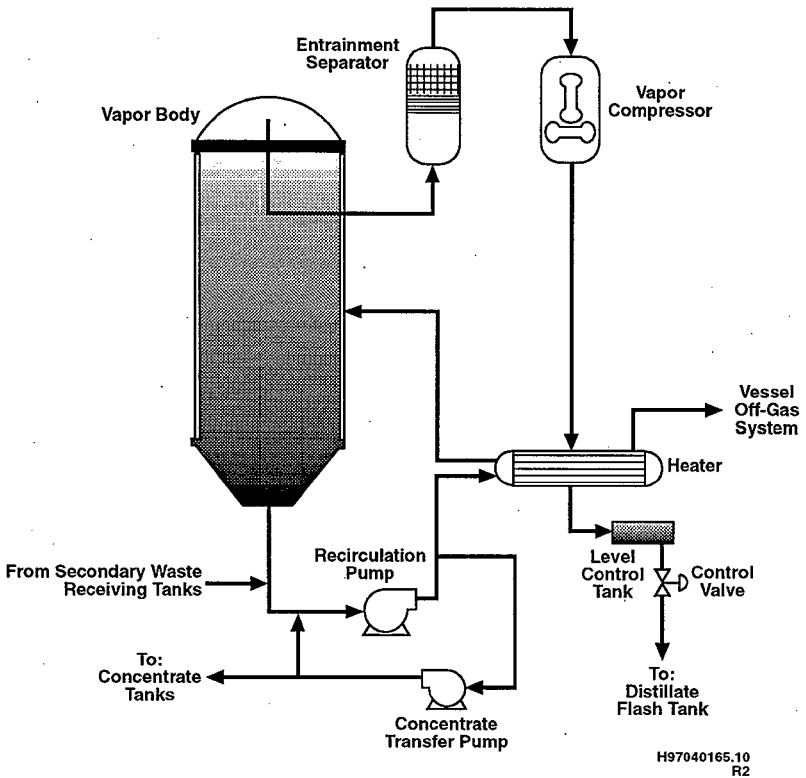 Entrainment
Separator
Vapor
Compressor
Vapor Body
Vessel
Off-Gas
System
Heater
Recirculation
Pump
Level
Control
Tank
Control
Valve
From Secondary Waste
Receiving Tanks
To:
Concentrate
Tanks
To:
Distillate
Flash Tank
Concentrate
Transfer Pump
H97040165.10
R2